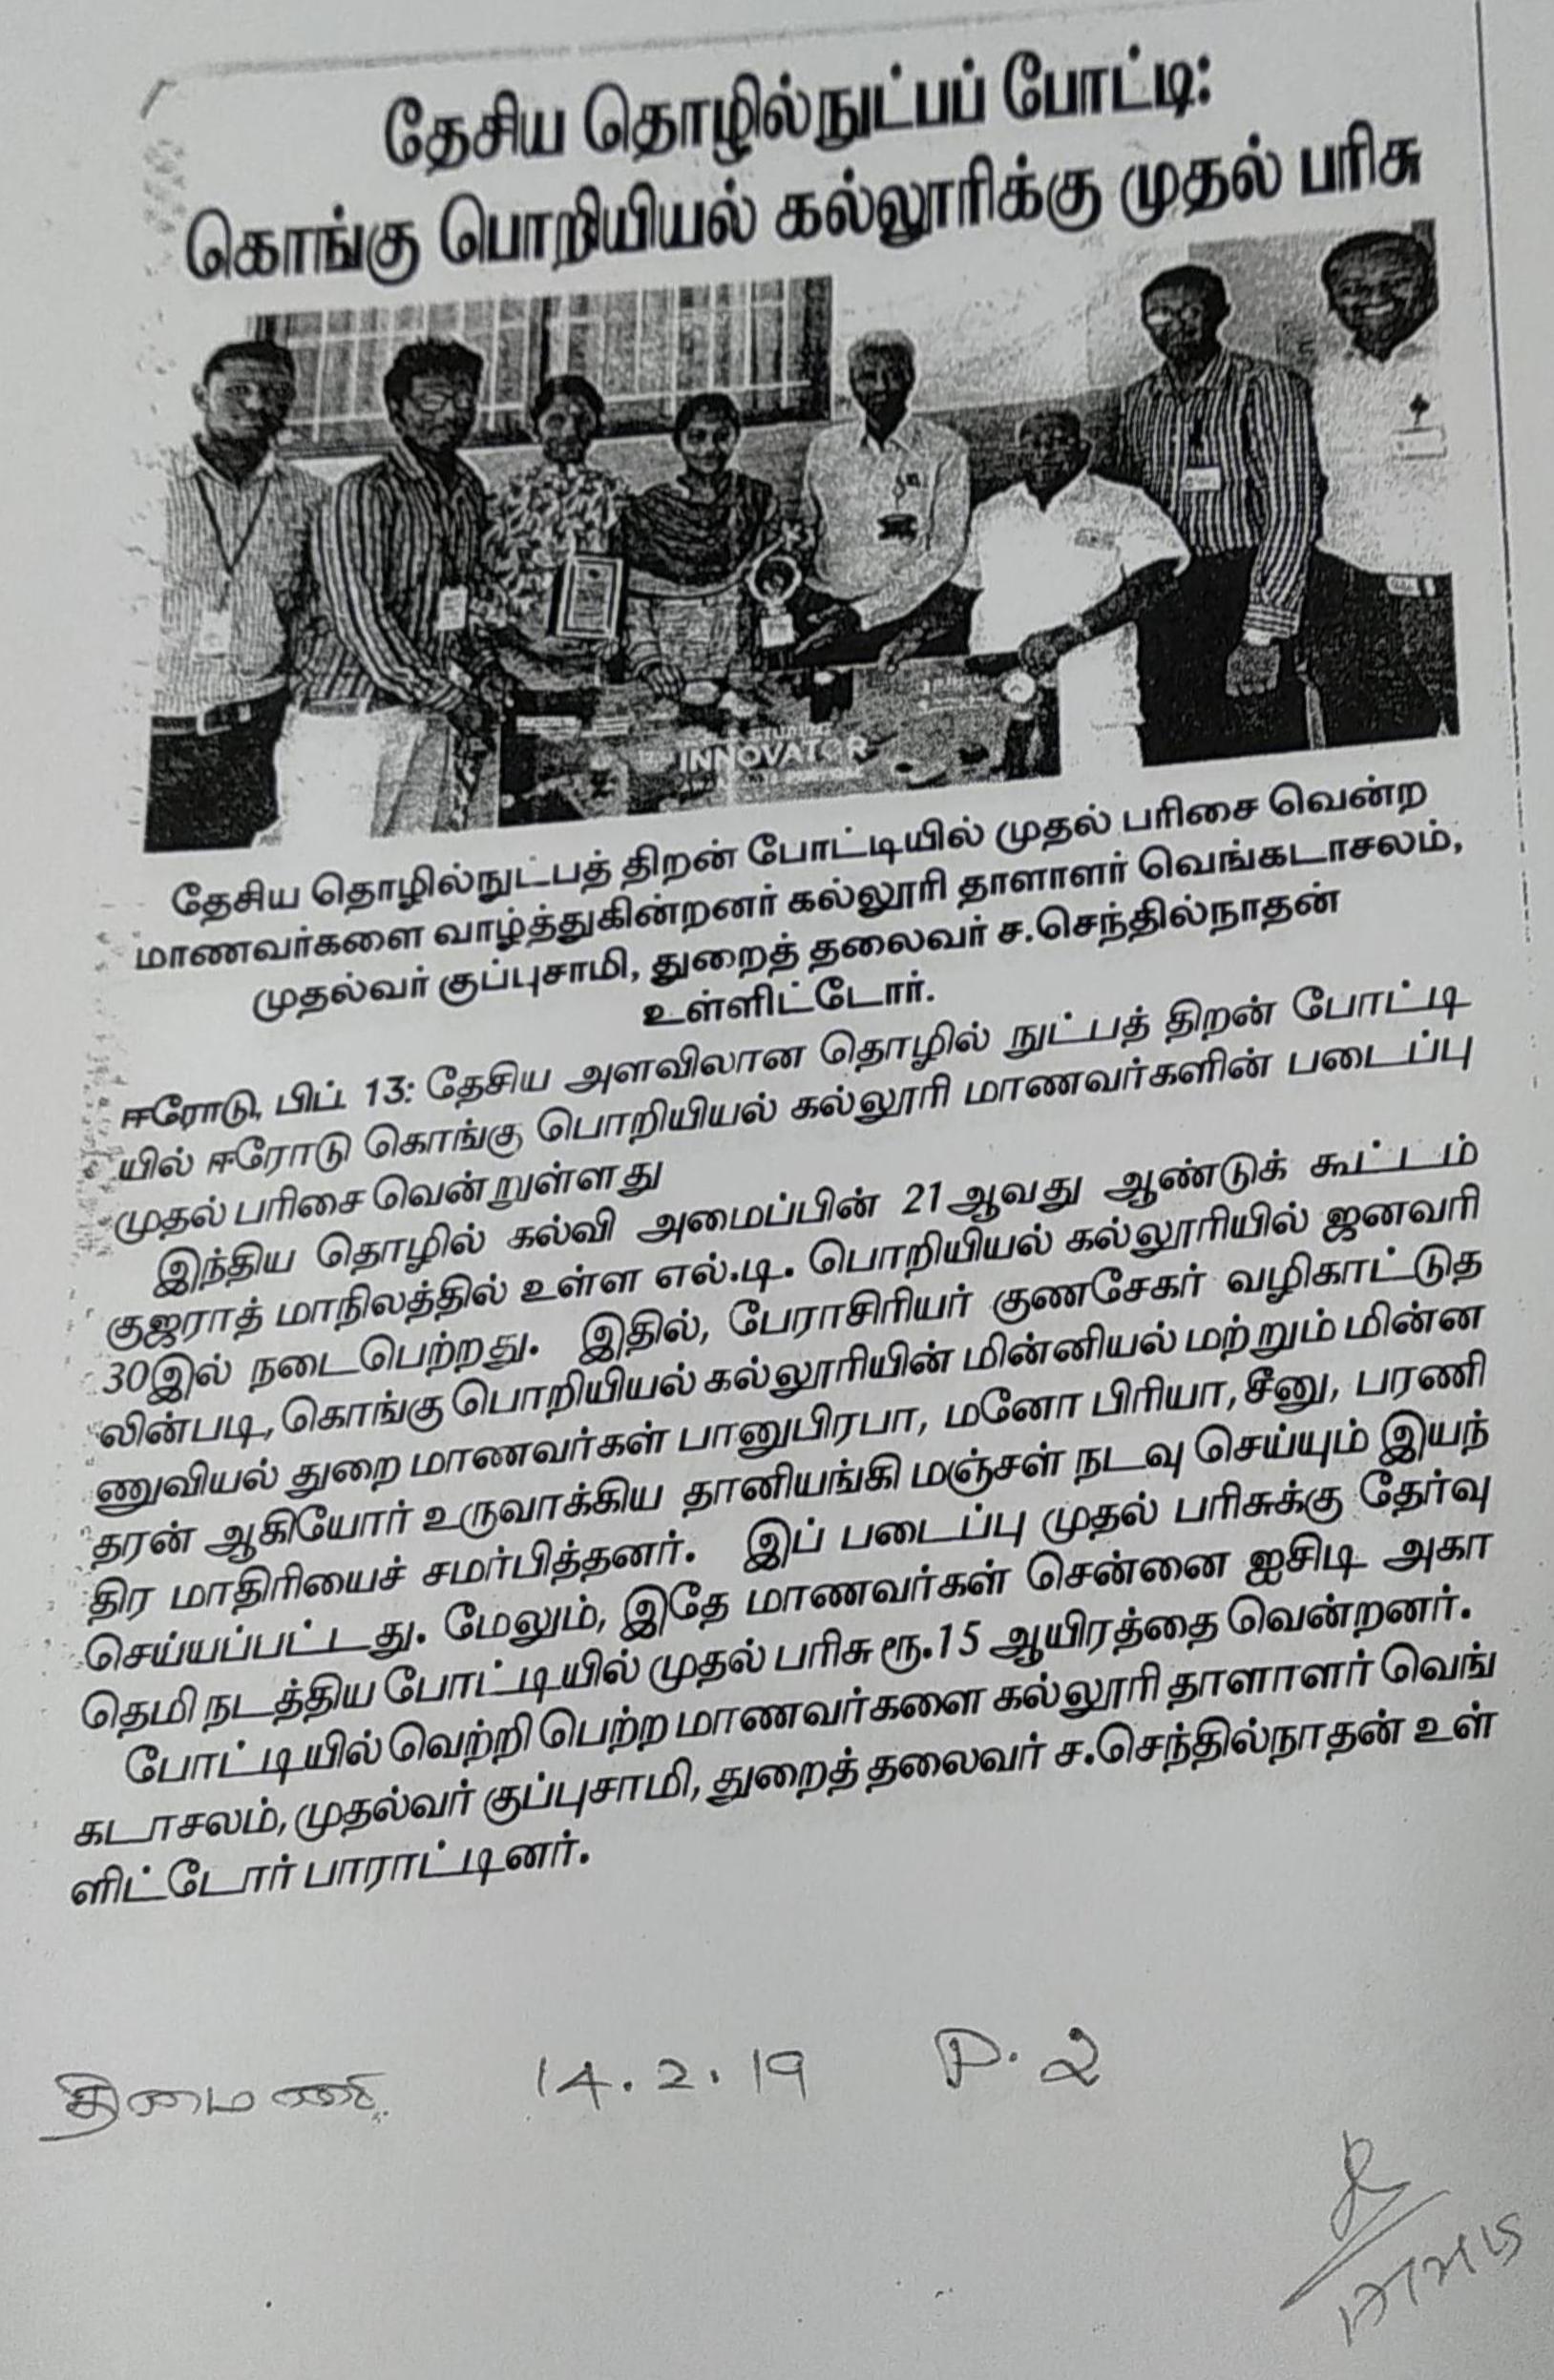 தேசிய தொழில்நுட்பப் போட்டி:
கொங்கு பொறியியல் கல்லூரிக்கு முதல் பரிசு
INNOVATOR
தேசிய தொழில்நுட்பத் திறன் போட்டியில் முதல் பரிசை வென்ற
மாணவர்களை வாழ்த்துகின்றனர் கல்லூரி தாளாளர் வெங்கடாசலம்,
முதல்வர் குப்புசாமி, துறைத் தலைவர் ச.செந்தில்நாதன்
உள்ளிட்டோர்.
ஈரோடு, பிப். 13: தேசிய அளவிலான தொழில் நுட்பத் திறன் போட்டி
யில் ஈரோடு கொங்கு பொறியியல் கல்லூரி மாணவர்களின் படைப்பு
முதல் பரிசை வென்றுள்ளது
இந்திய தொழில் கல்வி அமைப்பின் 21ஆவது ஆண்டுக் கூட்டம்
குஜராத் மாநிலத்தில் உள்ள எல்.டி. பொறியியல் கல்லூரியில் ஜனவரி
30இல் நடைபெற்றது. இதில், பேராசிரியர் குணசேகர் வழிகாட்டுத
லின்படி, கொங்கு பொறியியல் கல்லூரியின் மின்னியல் மற்றும் மின்ன
ணுவியல் துறை மாணவர்கள் பானுபிரபா, மனோ பிரியா, சீனு, பரணி
தரன் ஆகியோர் உருவாக்கிய தானியங்கி மஞ்சள் நடவு செய்யும் இயந்
திர மாதிரியைச் சமர்பித்தனர். இப் படைப்பு முதல் பரிசுக்கு தேர்வு
செய்யப்பட்டது. மேலும், இதே மாணவர்கள் சென்னை ஐசிடி அகா
தெமி நடத்திய போட்டியில் முதல் பரிசு ரூ.15 ஆயிரத்தை வென்றனர்.
போட்டியில் வெற்றி பெற்ற மாணவர்களை கல்லூரி தாளாளர் வெங்
கடாசலம், முதல்வர் குப்புசாமி, துறைத் தலைவர் ச.செந்தில்நாதன் உள்
ளிட்டோர் பாராட்டினர்.
தினமணி 14.2.19 P.2